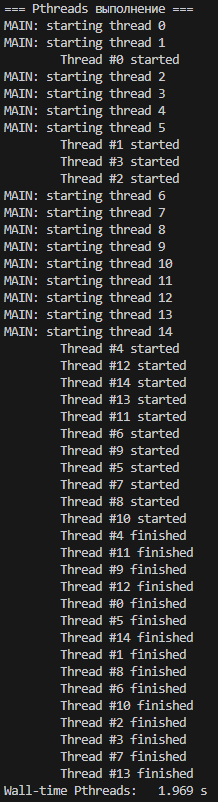 === Pthreads выполнение ===
MAIN: starting thread 0
MAIN: starting thread 1
Thread #0 started
MAIN: starting thread 2
MAIN: starting thread 3
MAIN: starting thread 4
MAIN: starting thread 5
Thread #1 started
Thread #3 started
Thread #2 started
MAIN: starting thread 6
MAIN: starting thread 7
MAIN: starting thread 8
MAIN: starting thread 9
MAIN: starting thread 10
MAIN: starting thread 11
MAIN: starting thread 12
MAIN: starting thread 13
MAIN: starting thread 14
Thread #4 started
Thread #12 started
Thread #14 started
Thread #13 started
Thread #11 started
Thread #6 started
Thread #9 started
Thread #5 started
Thread #7 started
Thread #8 started
Thread #10 started
Thread #4 finished
Thread #11 finished
Thread #9 finished
Thread #12 finished
Thread #0 finished
Thread #5 finished
Thread #14 finished
Thread #1 finished
Thread #8 finished
Thread #6 finished
Thread #10 finished
Thread #2 finished
Thread #3 finished
Thread #7 finished
Thread #13 finished
Wall-time Pthreads:   1.969 s